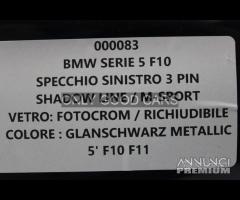 000083
BMW SERIE 5 F10
SPECCHIO SINISTRO 3 PIN
SHADOW LINE / M SPORT
VETRO: FOTOCROM / RICHIUDIBILE
COLORE : GLANSCHWARZ METALLIC
5' F10 F11
ANNUNCI